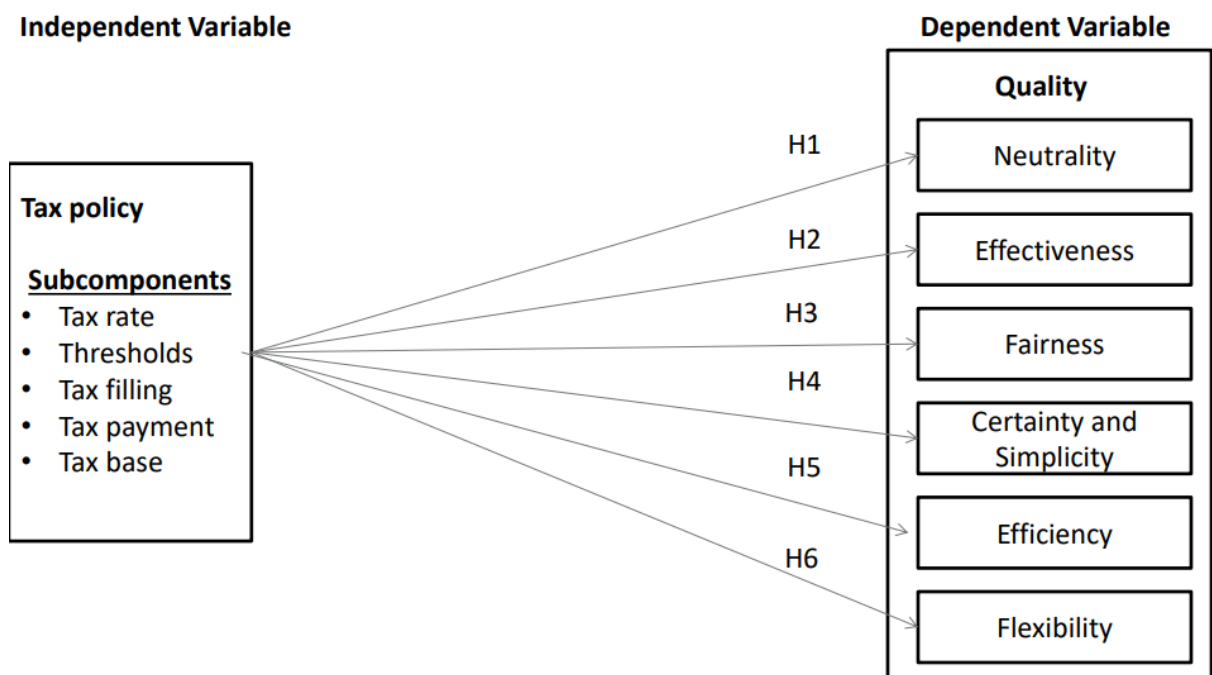 Independent Variable
Dependent Variable
Tax policy
Subcomponents
• Tax rate
• Thresholds
• Tax filling
• Tax payment
• Tax base
H1
H2
H3
H4
H5
H6
Quality
Neutrality
Effectiveness
Fairness
Certainty and
Simplicity
Efficiency
Flexibility